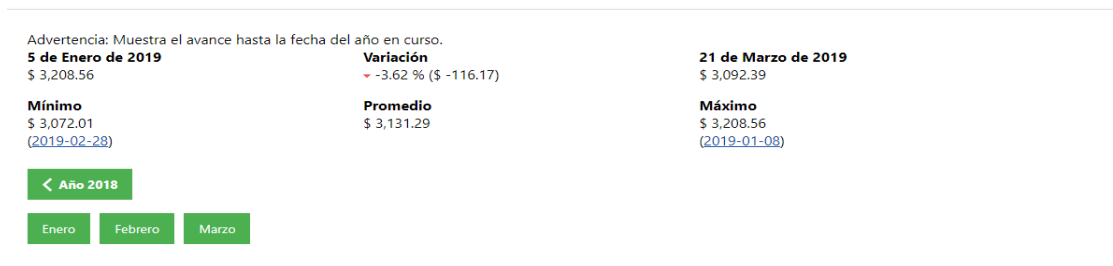 Advertencia: Muestra el avance hasta la fecha del año en curso.
5 de Enero de 2019
$ 3,208.56
Variación
-3.62 % ($ -116.17)
21 de Marzo de 2019
$ 3,092.39
Mínimo
$ 3,072.01
(2019-02-28)
Promedio
$ 3,131.29
Máximo
$ 3,208.56
(2019-01-08)
Año 2018
Enero
Febrero
Marzo